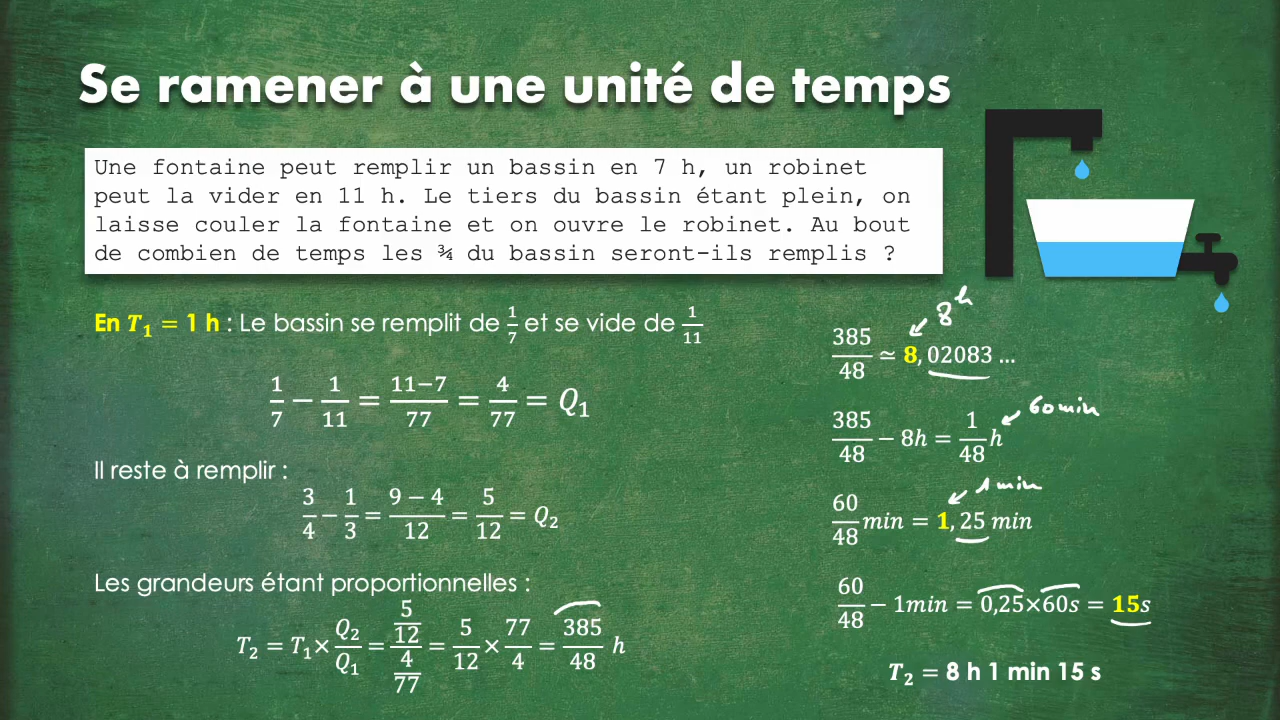 Se ramener à une unité de temps
Une fontaine peut remplir un bassin en 7 h, un robinet
peut la vider en 11 h. Le tiers du bassin étant plein, on
laisse couler la fontaine et on ouvre le robinet. Au bout
de combien de temps les ¾ du bassin seront-ils remplis ?
En T₁ = 1 h : Le bassin se remplit de 1/7 et se vide de 1/11
1/7 − 1/11 = 11−7/77 = 4/77 = Q₁
Il reste à remplir :
3/4 − 1/3 = 9 − 4/12 = 5/12 = Q₂
Les grandeurs étant proportionnelles :
T₂ = T₁× Q₂/Q₁ = 5/12/4/77 = 5/12 × 77/4 = 385/48 h
8 h
385/48 ≃ 8,02083 …
60 min
385/48 − 8h = 1/48 h
1 min
60/48 min = 1,25 min
60/48 − 1min = 0,25×60s = 15s
T₂ = 8 h 1 min 15 s